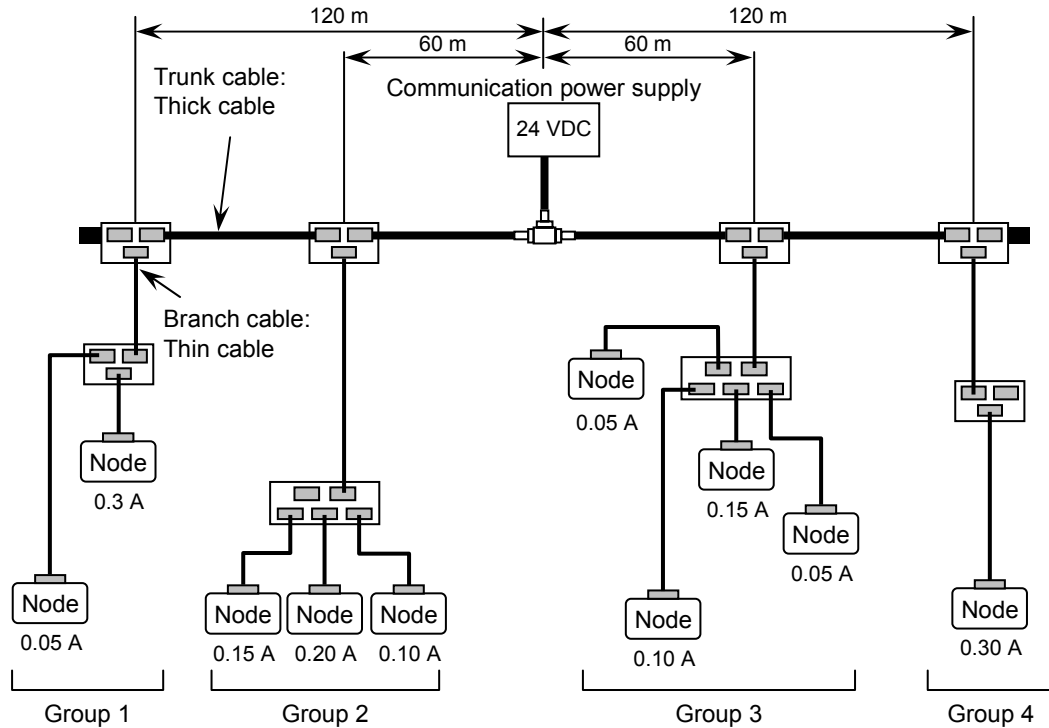 120 m
120 m
60 m
60 m
Trunk cable:
Thick cable
Communication power supply
24 VDC
Branch cable:
Thin cable
Node
0.05 A
Node
0.3 A
Node
0.15 A
Node
0.05 A
Node
0.05 A
Node
0.15 A
Node
0.20 A
Node
0.10 A
Node
0.10 A
Node
0.30 A
Group 1
Group 2
Group 3
Group 4